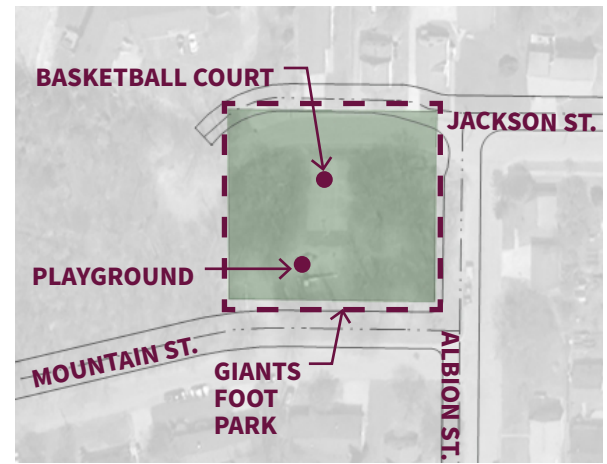 BASKETBALL COURT
JACKSON ST.
PLAYGROUND
MOUNTAIN ST.
GIANTS
FOOT
PARK
ALBION ST.